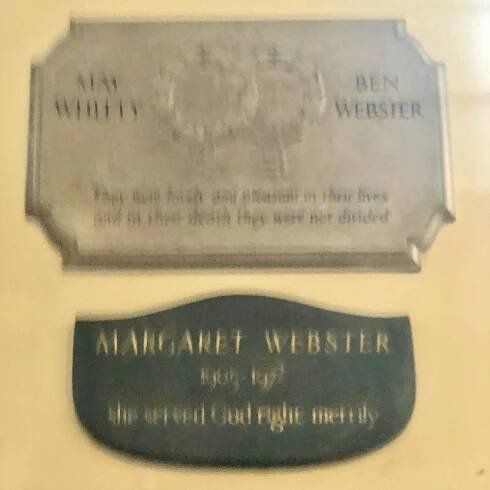 MAY
WHITTY
BEN
WEBSTER
They were lovely and pleasant in their lives
and in their death they were not divided
MARGARET WEBSTER
1905-1972
she served God right merrily